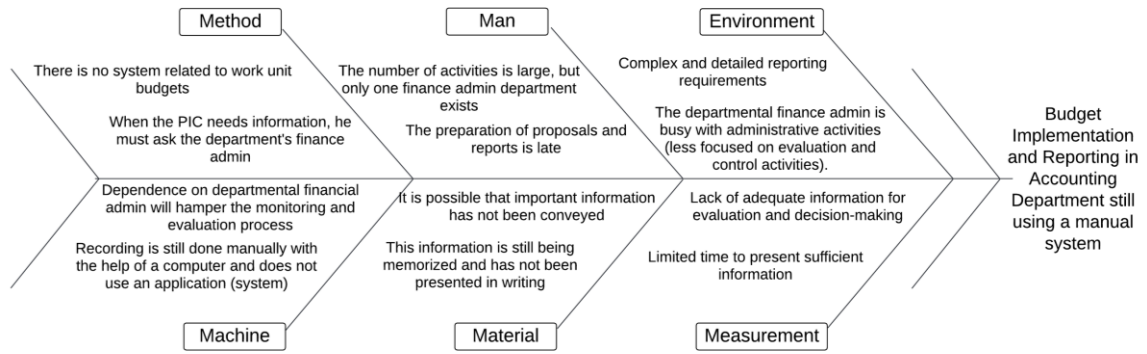 Method
Man
Environment
There is no system related to work unit
budgets
When the PIC needs information, he
must ask the department's finance
admin
The number of activities is large, but
only one finance admin department
exists
The preparation of proposals and
reports is late
Complex and detailed reporting
requirements
The departmental finance admin is
busy with administrative activities
(less focused on evaluation and
control activities).
Dependence on departmental financial
admin will hamper the monitoring and
evaluation process
Recording is still done manually with
the help of a computer and does not
use an application (system)
It is possible that important information
has not been conveyed
This information is still being
memorized and has not been
presented in writing
Lack of adequate information for
evaluation and decision-making
Limited time to present sufficient
information
Machine
Material
Measurement
Budget
Implementation
and Reporting in
Accounting
Department still
using a manual
system